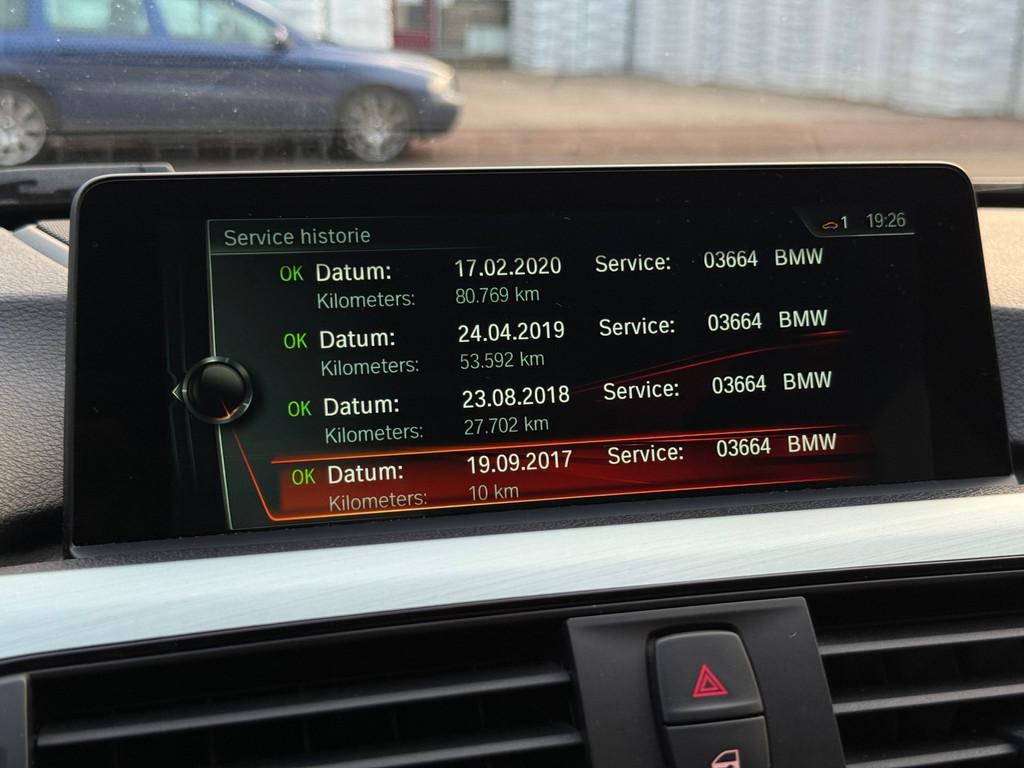 Service historie
1 19:26
OK Datum: 17.02.2020 Service: 03664 BMW
Kilometers: 80.769 km
OK Datum: 24.04.2019 Service: 03664 BMW
Kilometers: 53.592 km
OK Datum: 23.08.2018 Service: 03664 BMW
Kilometers: 27.702 km
OK Datum: 19.09.2017 Service: 03664 BMW
Kilometers: 10 km